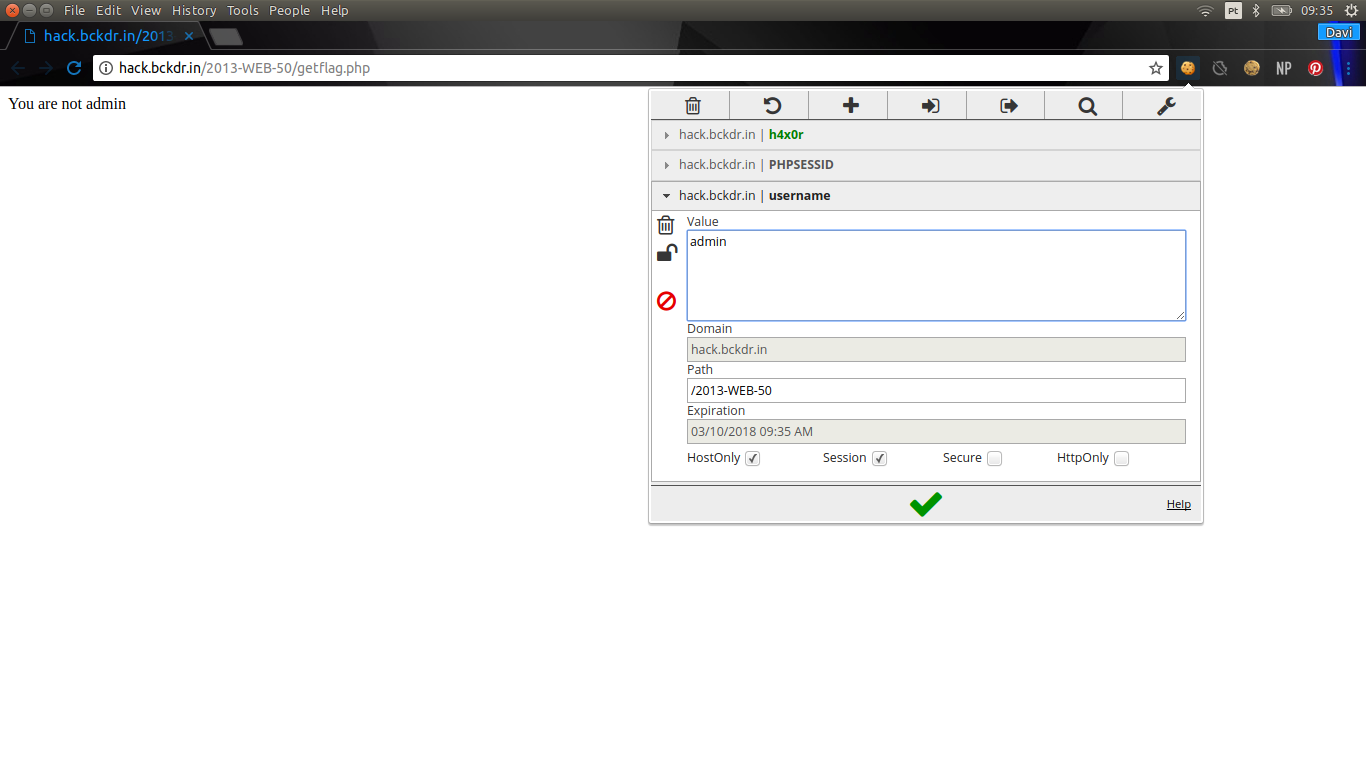 File Edit View History Tools People Help
Pt
09:35
hack.bckdr.in/2013
Davi
hack.bckdr.in/2013-WEB-50/getflag.php
NP
You are not admin
hack.bckdr.in | h4x0r
hack.bckdr.in | PHPSESSID
hack.bckdr.in | username
Value
admin
Domain
hack.bckdr.in
Path
/2013-WEB-50
Expiration
03/10/2018 09:35 AM
HostOnly Session Secure HttpOnly
Help